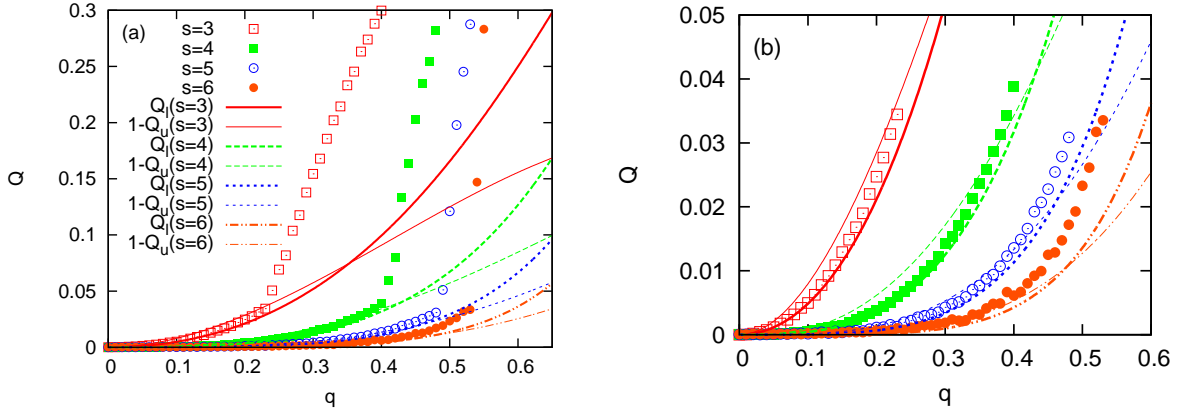 (a)
s=3
s=4
s=5
s=6
Q_l(s=3)
1-Q_u(s=3)
Q_l(s=4)
1-Q_u(s=4)
Q_l(s=5)
1-Q_u(s=5)
Q_l(s=6)
1-Q_u(s=6)
0.3
0.25
0.2
0.15
0.1
0.05
0
Q
0 0.1 0.2 0.3 0.4 0.5 0.6
q
(b)
0.05
0.04
0.03
0.02
0.01
0
Q
0 0.1 0.2 0.3 0.4 0.5 0.6
q